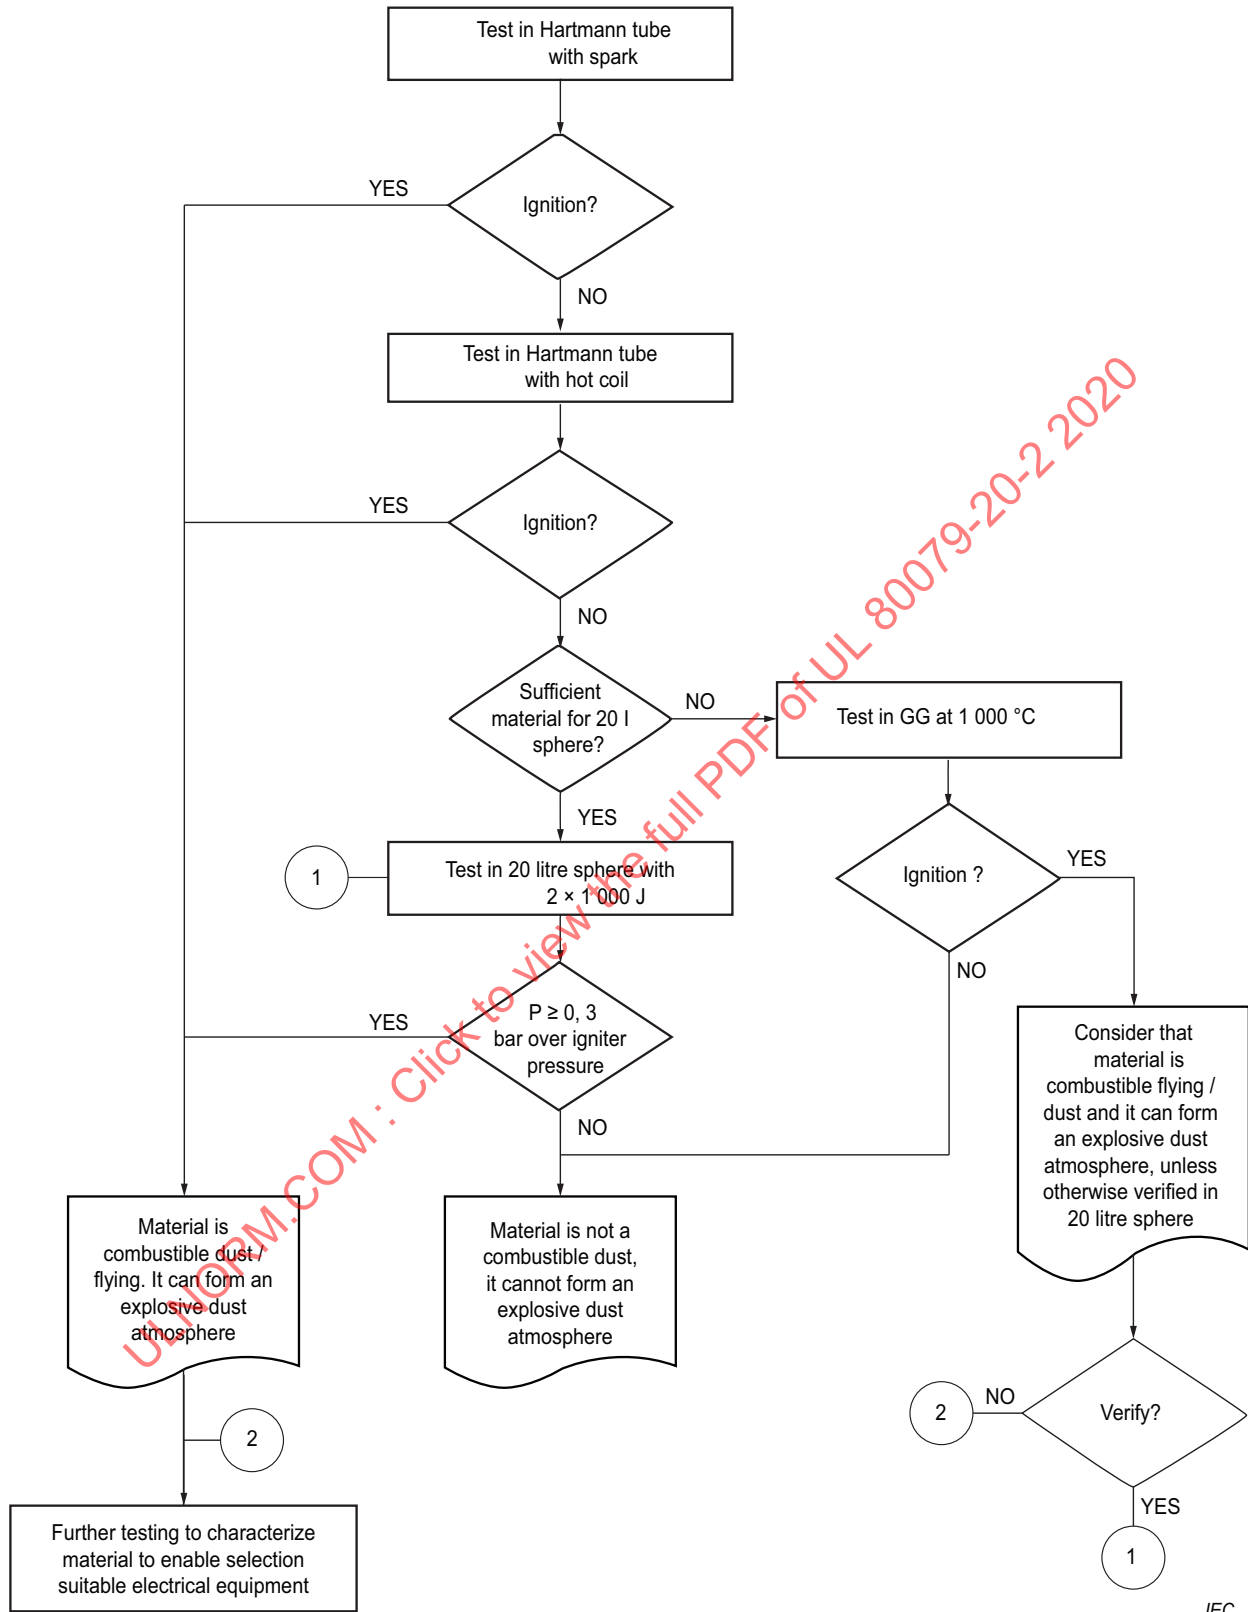 Test in Hartmann tube
with spark
YES
Ignition?
NO
Test in Hartmann tube
with hot coil
YES
Ignition?
NO
Sufficient
material for 20 l
sphere?
NO
Test in GG at 1 000 °C
YES
1
Test in 20 litre sphere with
2 × 1 000 J
Ignition ?
YES
NO
YES
P ≥ 0, 3
bar over igniter
pressure
NO
Consider that
material is
combustible flying /
dust and it can form
an explosive dust
atmosphere, unless
otherwise verified in
20 litre sphere
Material is
combustible dust /
flying. It can form an
explosive dust
atmosphere
Material is not a
combustible dust,
it cannot form an
explosive dust
atmosphere
2
NO
Verify?
2
YES
1
Further testing to characterize
material to enable selection
suitable electrical equipment
IEC
ULNORM.COM : Click to view the full PDF of UL 80079-20-2 2020